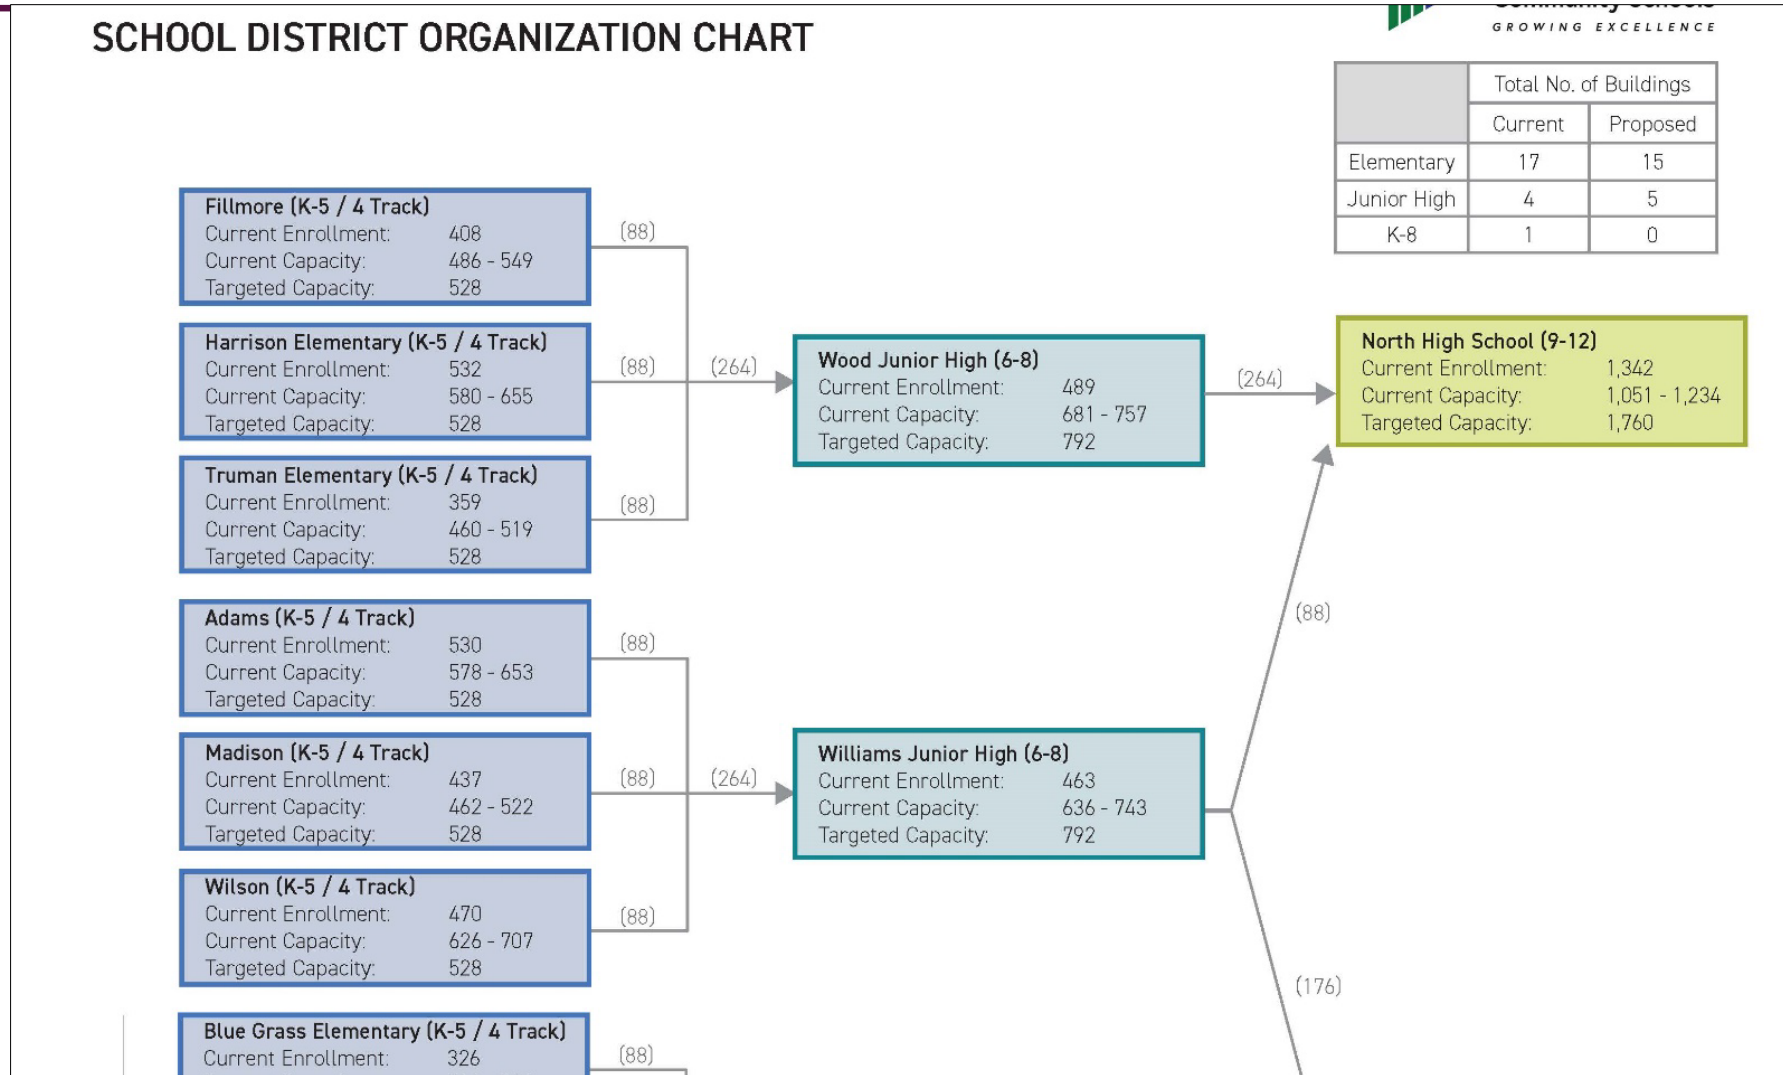 SCHOOL DISTRICT ORGANIZATION CHART
Community Schools
GROWING EXCELLENCE
Total No. of Buildings
Current Proposed
Elementary 17 15
Junior High 4 5
K-8 1 0
Fillmore (K-5 / 4 Track)
Current Enrollment: 408
Current Capacity: 486 - 549
Targeted Capacity: 528
(88)
Harrison Elementary (K-5 / 4 Track)
Current Enrollment: 532
Current Capacity: 580 - 655
Targeted Capacity: 528
(88)
Truman Elementary (K-5 / 4 Track)
Current Enrollment: 359
Current Capacity: 460 - 519
Targeted Capacity: 528
(88)
(264)
Wood Junior High (6-8)
Current Enrollment: 489
Current Capacity: 681 - 757
Targeted Capacity: 792
(264)
North High School (9-12)
Current Enrollment: 1,342
Current Capacity: 1,051 - 1,234
Targeted Capacity: 1,760
Adams (K-5 / 4 Track)
Current Enrollment: 530
Current Capacity: 578 - 653
Targeted Capacity: 528
(88)
Madison (K-5 / 4 Track)
Current Enrollment: 437
Current Capacity: 462 - 522
Targeted Capacity: 528
(88)
Wilson (K-5 / 4 Track)
Current Enrollment: 470
Current Capacity: 626 - 707
Targeted Capacity: 528
(88)
(264)
Williams Junior High (6-8)
Current Enrollment: 463
Current Capacity: 636 - 743
Targeted Capacity: 792
(88)
(176)
Blue Grass Elementary (K-5 / 4 Track)
Current Enrollment: 326
(88)